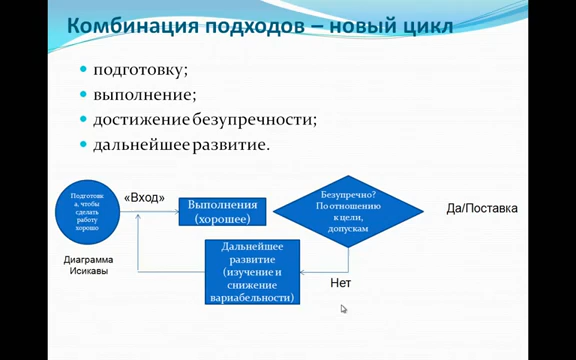 Комбинация подходов – новый цикл
подготовку;
выполнение;
достижение безупречности;
дальнейшее развитие.
Подготовк
а, чтобы
сделать
работу
хорошо
«Вход»
Выполнения
(хорошее)
Безупречно?
По отношению
к цели,
допускам
Да/Поставка
Диаграмма
Исикавы
Дальнейшее
развитие
(изучение и
снижение
вариабельности)
Нет